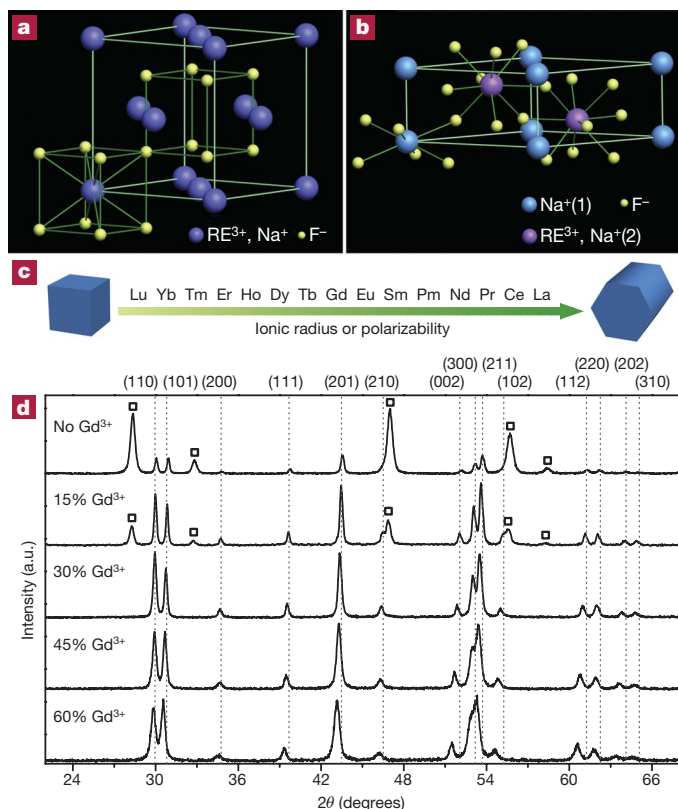 a
RE³⁺, Na⁺ F⁻
b
Na⁺(1) F⁻
RE³⁺, Na⁺(2)
c
Lu Yb Tm Er Ho Dy Tb Gd Eu Sm Pm Nd Pr Ce La
Ionic radius or polarizability
d
(300) (211) (220) (202)
(110) (101) (200) (111) (201) (210) (002) (102) (112) (310)
No Gd³⁺
15% Gd³⁺
30% Gd³⁺
45% Gd³⁺
60% Gd³⁺
Intensity (a.u.)
22 30 36 42 48 54 60 66
2θ (degrees)